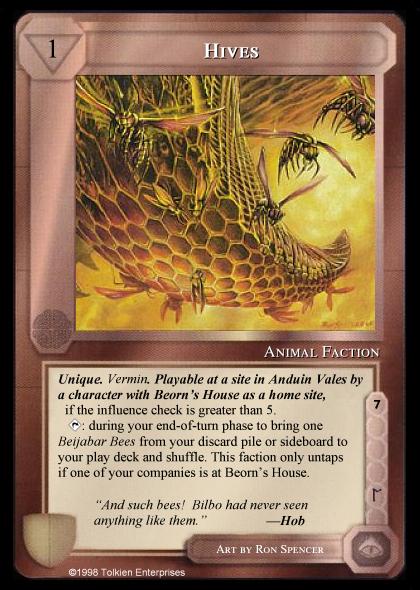 1
HIVES
ANIMAL FACTION
Unique. Vermin. Playable at a site in Anduin Vales by
a character with Beorn's House as a home site,
if the influence check is greater than 5.
: during your end-of-turn phase to bring one
Beijabar Bees from your discard pile or sideboard to
your play deck and shuffle. This faction only untaps
if one of your companies is at Beorn's House.
7
"And such bees! Bilbo had never seen
anything like them." —Hob
ART BY RON SPENCER
©1998 Tolkien Enterprises